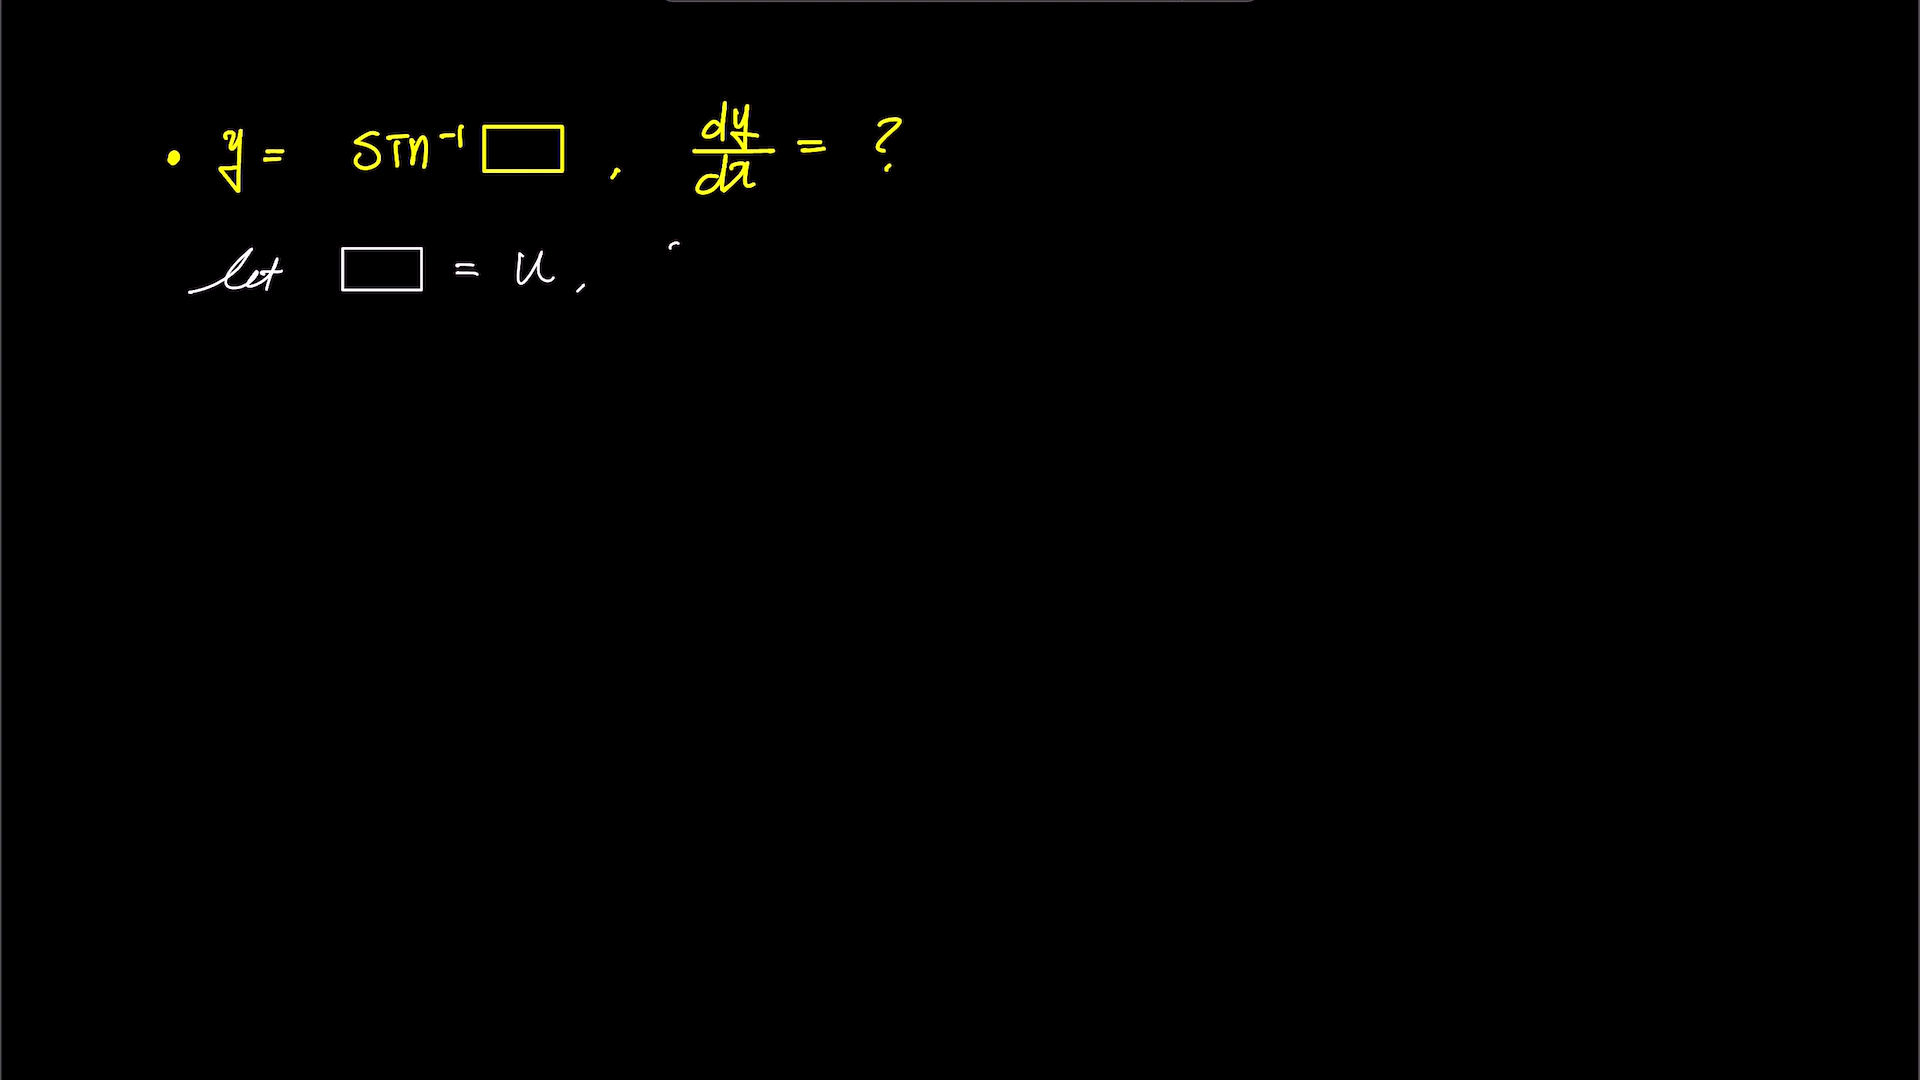 • y = sin⁻¹ □ , dy/dx = ?
let □ = u ,